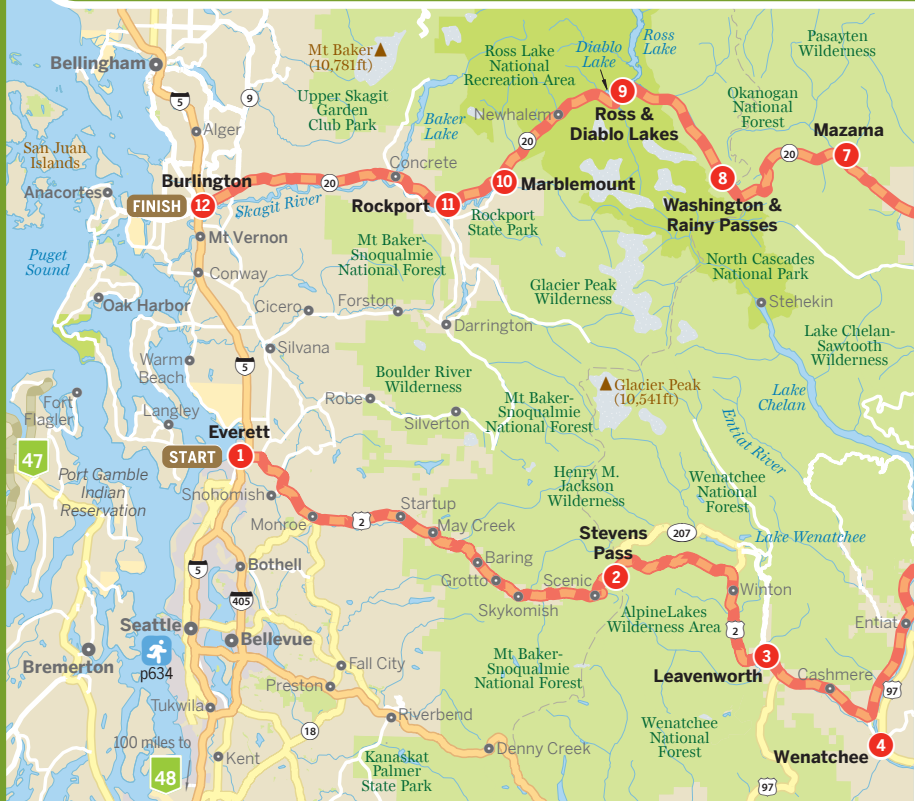 Ross
Lake
Pasayten
Wilderness
Mt Baker
(10,781ft)
Diablo
Lake
Ross Lake
National
Recreation Area
Bellingham
5
9
Upper Skagit
Garden
Club Park
Okanogan
National
Forest
9
Ross &
Diablo Lakes
Newhalem
Baker
Lake
Alger
Mazama
7
20
20
San Juan
Islands
Concrete
Anacortes
Burlington
FINISH
12
20
Skagit River
10
Marblemount
Rockport
11
Rockport
State Park
8
Washington &
Rainy Passes
Mt Vernon
Mt Baker-
Snoqualmie
National Forest
Puget
Sound
Conway
North Cascades
National Park
Glacier Peak
Wilderness
Oak Harbor
Cicero
Forston
Stehekin
Darrington
Lake Chelan-
Sawtooth
Wilderness
Silvana
Warm
Beach
5
Boulder River
Wilderness
Glacier Peak
(10,541ft)
Lake
Chelan
Fort
Flagler
Langley
Robe
Silverton
Mt Baker-
Snoqualmie
National Forest
Entiat River
Everett
START
1
47
Port Gamble
Indian
Reservation
Snohomish
Henry M.
Jackson
Wilderness
Wenatchee
National
Forest
Monroe
2
Startup
May Creek
Stevens
Pass
2
207
Lake Wenatchee
Baring
Grotto
Skykomish
Scenic
Winton
5
Bothell
405
AlpineLakes
Wilderness Area
2
Entiat
Seattle
Bellevue
Bremerton
p634
Fall City
Preston
Mt Baker-
Snoqualmie
National Forest
Leavenworth
3
Cashmere
97
Tukwila
18
Riverbend
100 miles to
48
Kent
Denny Creek
Wenatchee
National
Forest
Wenatchee
4
Kanaskat
Palmer
State Park
97